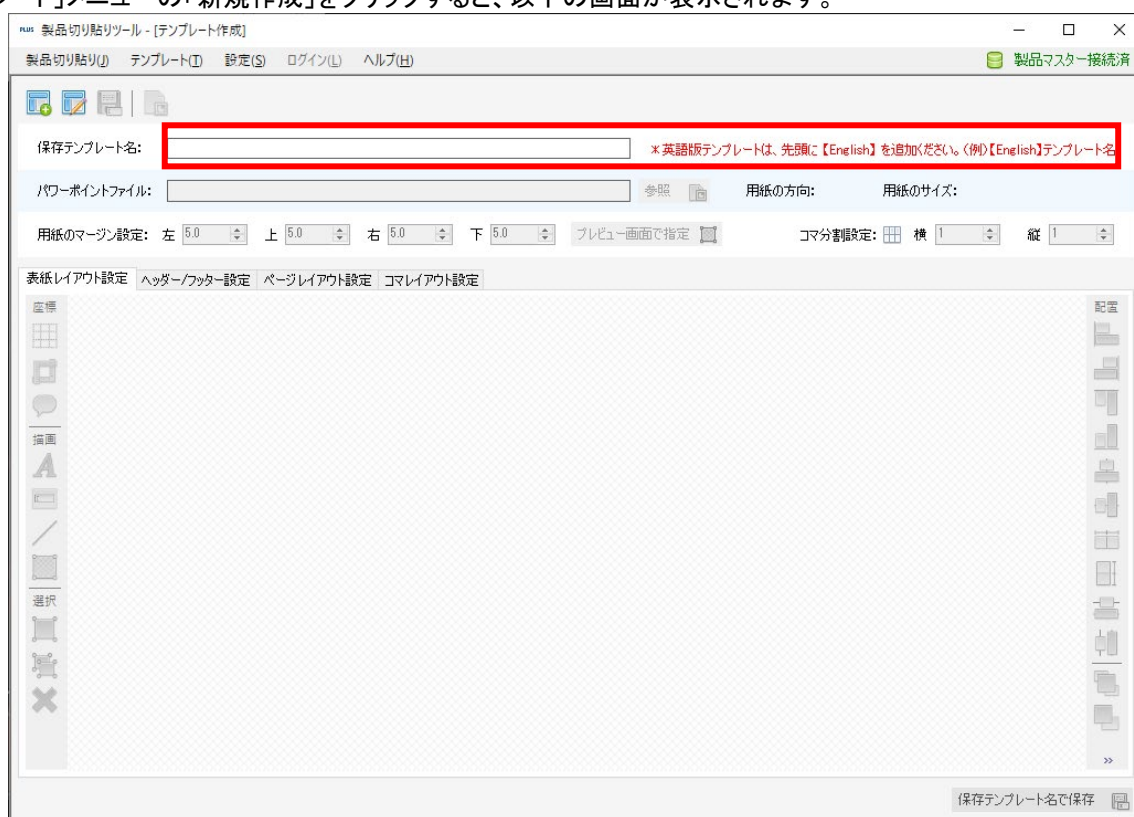 ート」メニューの「新規作成」をクリックすると、以下の画面が表示されます。
PLUS 製品切り貼りツール - [テンプレート作成]
製品切り貼り(J) テンプレート(T) 設定(S) ログイン(L) ヘルプ(H) 製品マスター接続済
保存テンプレート名: *英語版テンプレートは、先頭に【English】を追加ください。(例)【English】テンプレート名
パワーポイントファイル: 参照 用紙の方向: 用紙のサイズ:
用紙のマージン設定: 左 5.0 上 5.0 右 5.0 下 5.0 プレビュー画面で指定 コマ分割設定: 横 1 縦 1
表紙レイアウト設定 ヘッダー/フッター設定 ページレイアウト設定 コマレイアウト設定
座標 配置
描画
A
選択
»
保存テンプレート名で保存